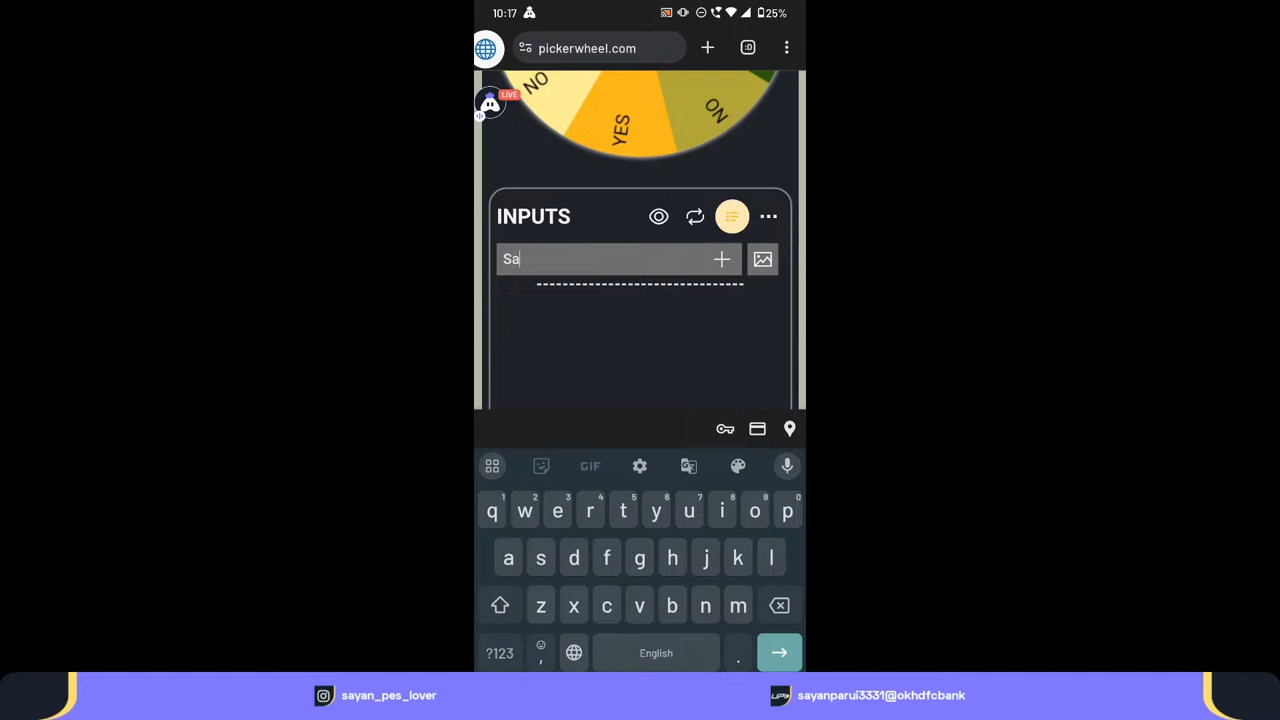 10:17
25%
pickerwheel.com
:D
LIVE
NO
YES
NO
INPUTS
Sa
GIF
1 2 3 4 5 6 7 8 9 0
q w e r t y u i o p
a s d f g h j k l
z x c v b n m
?123 , English .
sayan_pes_lover
UPI sayanparui3331@okhdfcbank